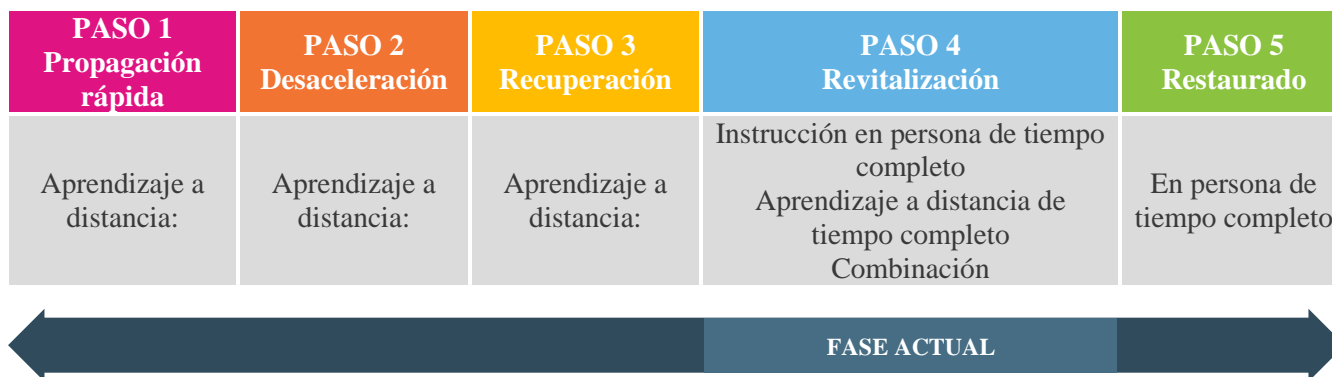 PASO 1
Propagación
rápida
PASO 2
Desaceleración
PASO 3
Recuperación
PASO 4
Revitalización
PASO 5
Restaurado
Aprendizaje a
distancia:
Aprendizaje a
distancia:
Aprendizaje a
distancia:
Instrucción en persona de tiempo
completo
Aprendizaje a distancia de
tiempo completo
Combinación
En persona de
tiempo completo
FASE ACTUAL